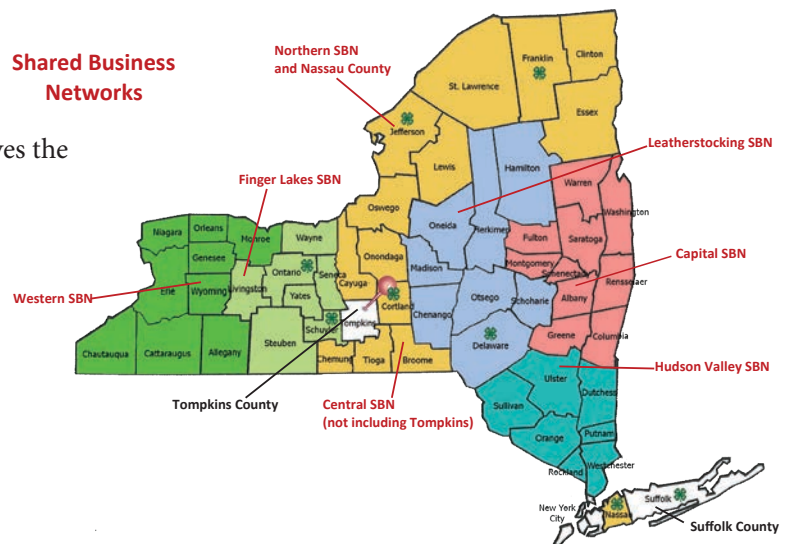 Shared Business
Networks
ves the
Northern SBN
and Nassau County
Clinton
Franklin
St. Lawrence
Essex
Jefferson
Leatherstocking SBN
Lewis
Hamilton
Finger Lakes SBN
Warren
Washington
Oswego
Oneida
Herkimer
Niagara
Orleans
Monroe
Wayne
Fulton
Saratoga
Onondaga
Genesee
Madison
Montgomery
Capital SBN
Ontario
Seneca
Cayuga
Schenectady
Rensselaer
Western SBN
Erie
Wyoming
Livingston
Yates
Cortland
Otsego
Schoharie
Albany
Tompkins
Chenango
Schuyler
Greene
Columbia
Steuben
Delaware
Chautauqua
Cattaraugus
Allegany
Chemung
Tioga
Broome
Hudson Valley SBN
Ulster
Tompkins County
Central SBN
(not including Tompkins)
Dutchess
Sullivan
Orange
Putnam
Rockland
Westchester
New York
City
Nassau
Suffolk
Suffolk County